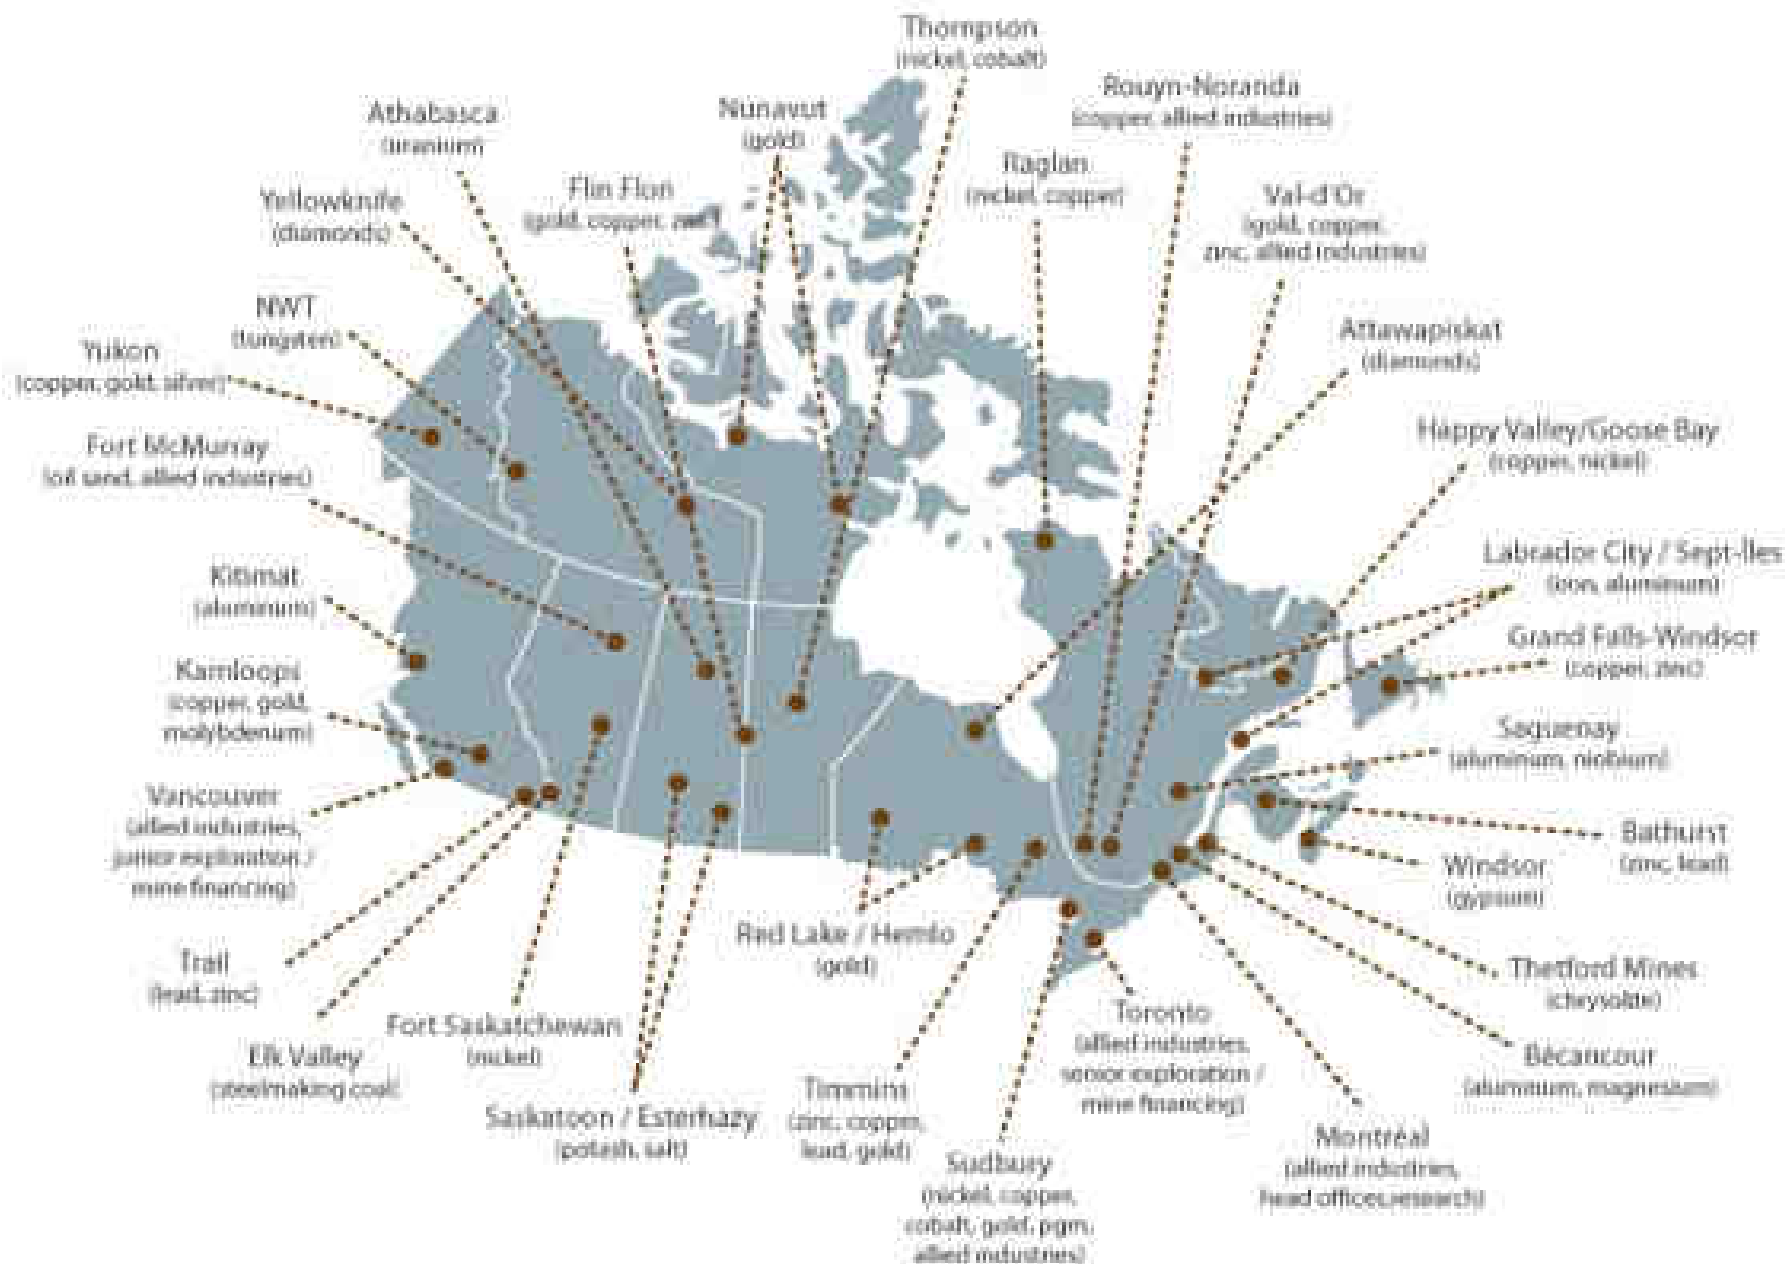 Thompson
(nickel, cobalt)
Rouyn-Noranda
(copper, allied industries)
Athabasca
(uranium)
Nunavut
(gold)
Raglan
(nickel, copper)
Flin Flon
(gold, copper, zinc)
Val-d'Or
(gold, copper,
zinc, allied industries)
Yellowknife
(diamonds)
NWT
(tungsten)
Attawapiskat
(diamonds)
Yukon
(copper, gold, silver)
Happy Valley/Goose Bay
(copper, nickel)
Fort McMurray
(oil sand, allied industries)
Labrador City / Sept-Îles
(iron, aluminum)
Kitimat
(aluminum)
Grand Falls-Windsor
(copper, zinc)
Kamloops
(copper, gold,
molybdenum)
Saguenay
(aluminum, niobium)
Vancouver
(allied industries,
junior exploration /
mine financing)
Bathurst
(zinc, lead)
Windsor
(gypsum)
Red Lake / Hemlo
(gold)
Trail
(lead, zinc)
Thetford Mines
(chrysolite)
Fort Saskatchewan
(nickel)
Toronto
(allied industries,
senior exploration /
mine financing)
Elk Valley
(steelmaking coal)
Bécancour
(aluminum, magnesium)
Saskatoon / Esterhazy
(potash, salt)
Timmins
(zinc, copper,
lead, gold)
Montréal
(allied industries,
head offices, research)
Sudbury
(nickel, copper,
cobalt, gold, pgm,
allied industries)